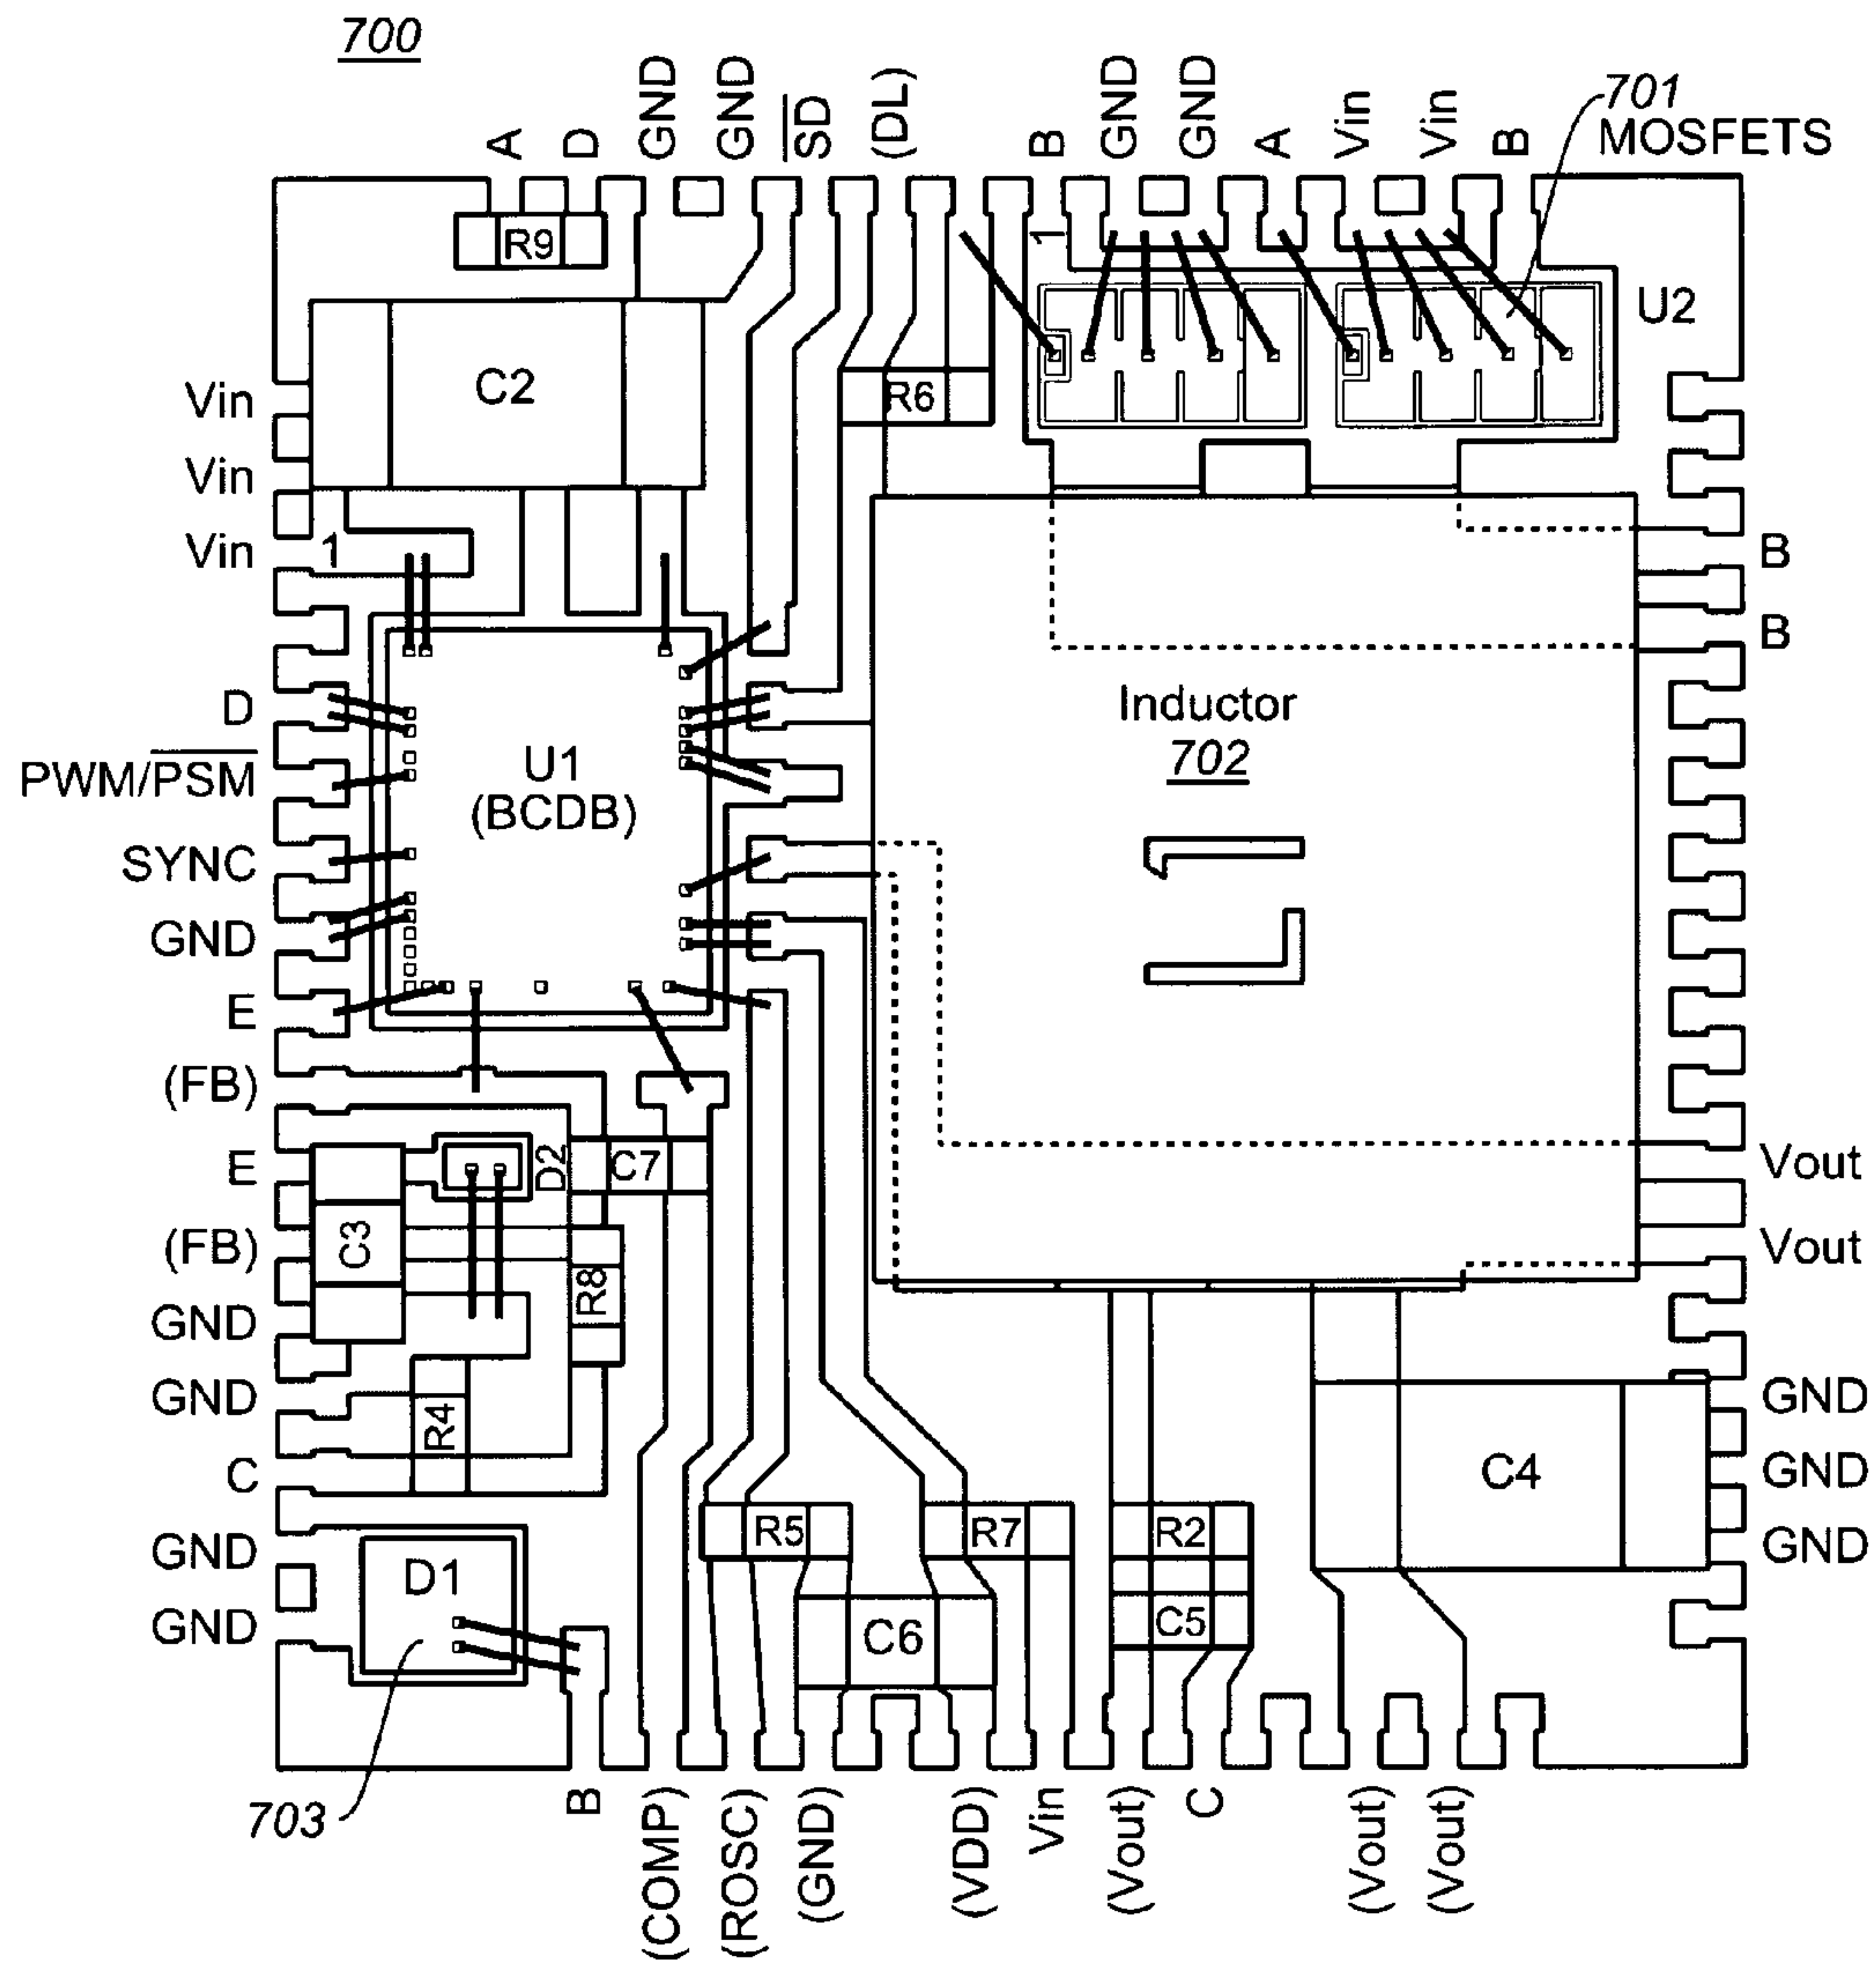 700
A
D
GND
GND
SD
(DL)
B
GND
GND
A
Vin
Vin
B
701
MOSFETS
R9
1
U2
C2
R6
Vin
Vin
Vin
1
B
B
D
PWM/PSM
SYNC
GND
E
(FB)
E
(FB)
GND
GND
C
GND
GND
U1
(BCDB)
Inductor
702
L1
D2
C7
C3
R8
R4
Vout
Vout
GND
GND
GND
C4
R5
R7
R2
D1
C6
C5
703
B
(COMP)
(ROSC)
(GND)
(VDD)
Vin
(Vout)
C
(Vout)
(Vout)